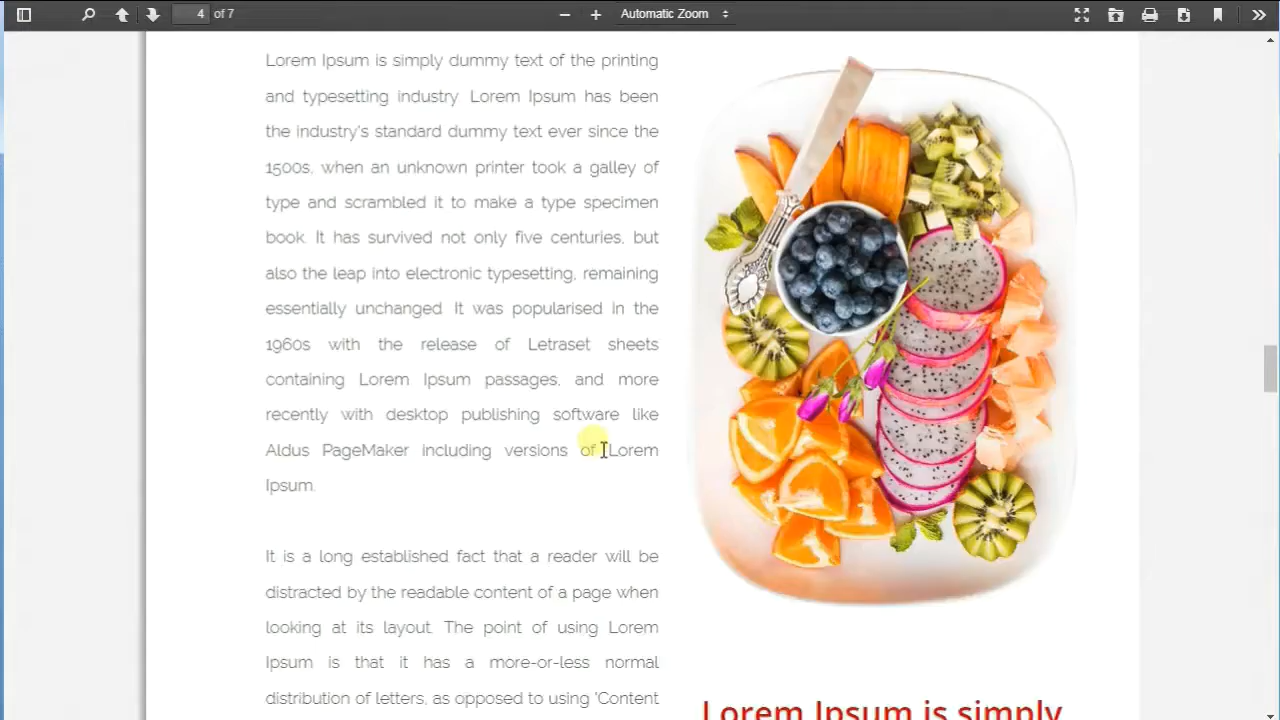 4 of 7
Automatic Zoom
Lorem Ipsum is simply dummy text of the printing
and typesetting industry. Lorem Ipsum has been
the industry's standard dummy text ever since the
1500s, when an unknown printer took a galley of
type and scrambled it to make a type specimen
book. It has survived not only five centuries, but
also the leap into electronic typesetting, remaining
essentially unchanged. It was popularised in the
1960s with the release of Letraset sheets
containing Lorem Ipsum passages, and more
recently with desktop publishing software like
Aldus PageMaker including versions of Lorem
Ipsum.
It is a long established fact that a reader will be
distracted by the readable content of a page when
looking at its layout. The point of using Lorem
Ipsum is that it has a more-or-less normal
distribution of letters, as opposed to using 'Content
Lorem Ipsum is simply